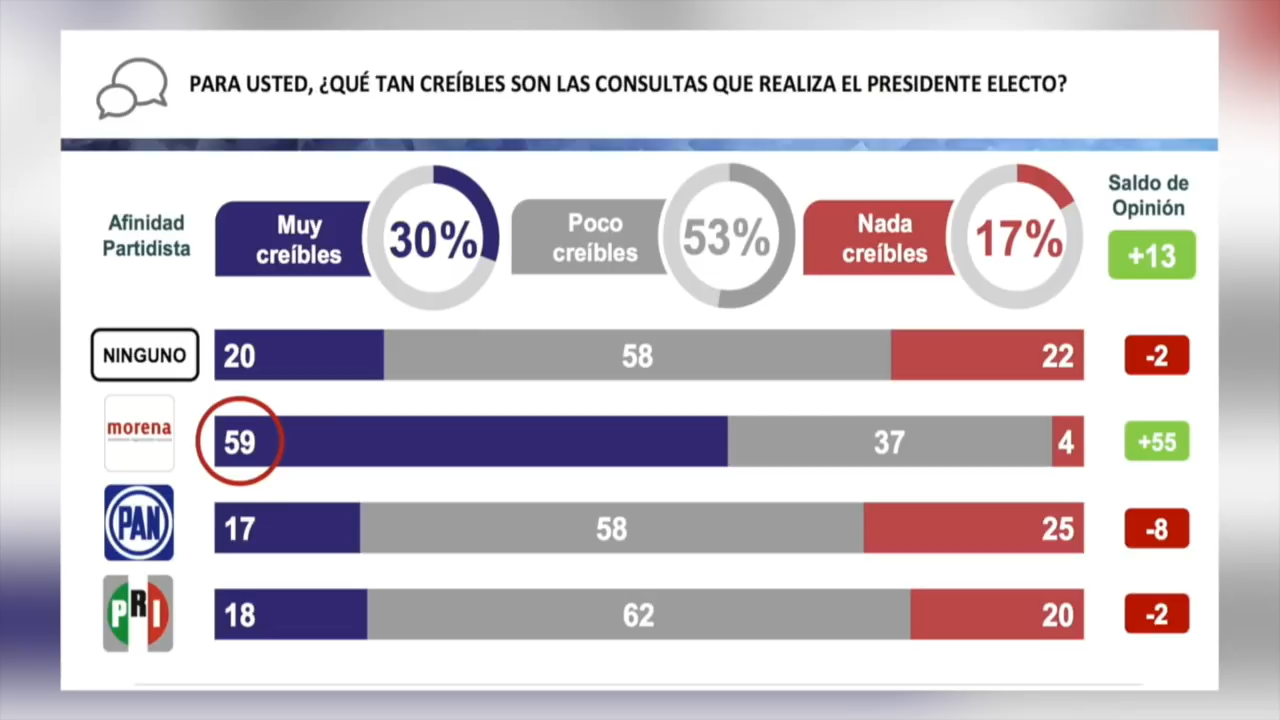 PARA USTED, ¿QUÉ TAN CREÍBLES SON LAS CONSULTAS QUE REALIZA EL PRESIDENTE ELECTO?
Afinidad
Partidista
Muy
creíbles
30%
Poco
creíbles
53%
Nada
creíbles
17%
Saldo de
Opinión
+13
NINGUNO
20
58
22
-2
morena
59
37
4
+55
PAN
17
58
25
-8
PRI
18
62
20
-2